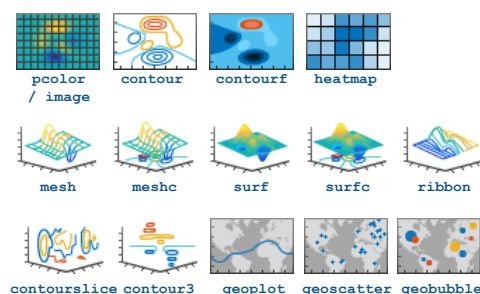 pcolor contour contourf heatmap
/ image
mesh meshc surf surfc ribbon
contourslice contour3 geoplot geoscatter geobubble